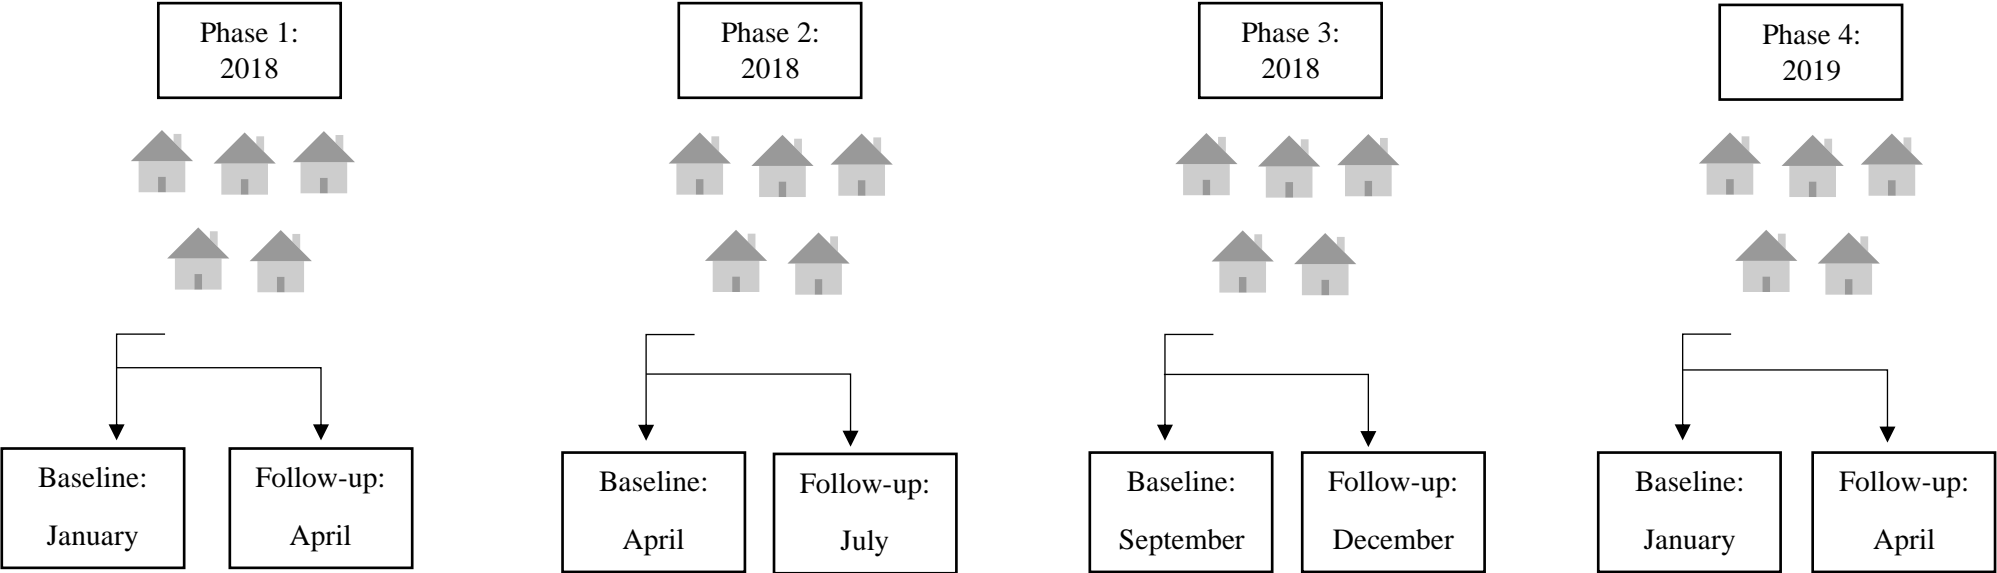 Phase 1:
2018
Phase 2:
2018
Phase 3:
2018
Phase 4:
2019
Baseline:
January
Follow-up:
April
Baseline:
April
Follow-up:
July
Baseline:
September
Follow-up:
December
Baseline:
January
Follow-up:
April